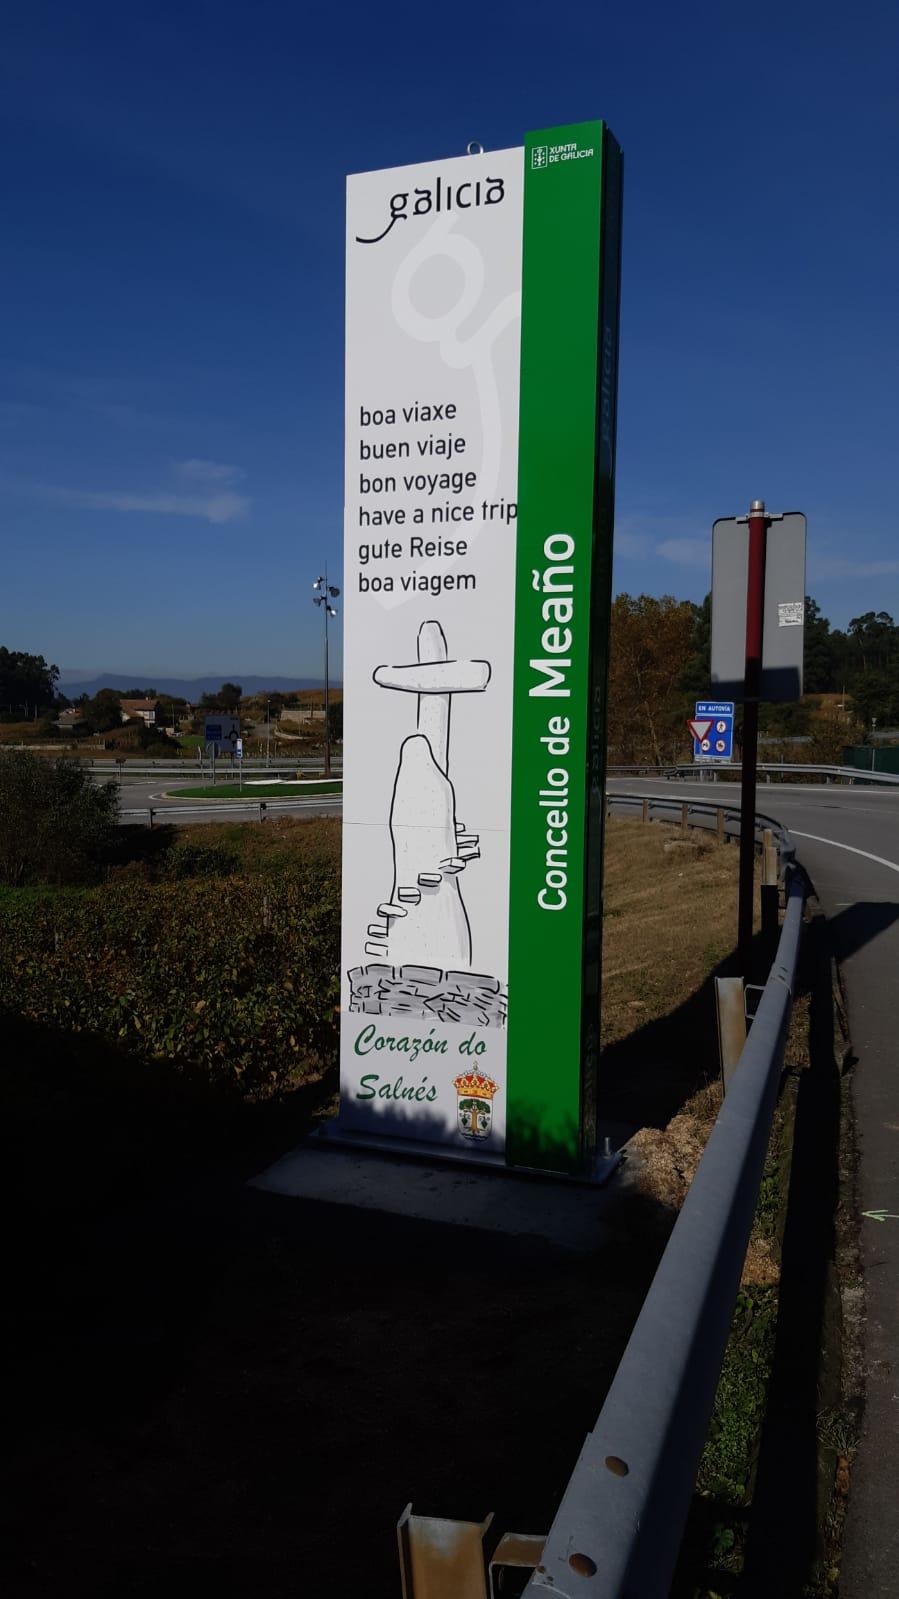 galicia
XUNTA
DE GALICIA
boa viaxe
buen viaje
bon voyage
have a nice trip
gute Reise
boa viagem
Concello de Meaño
Corazón do
Salnés
galicia
EN AUTOVÍA